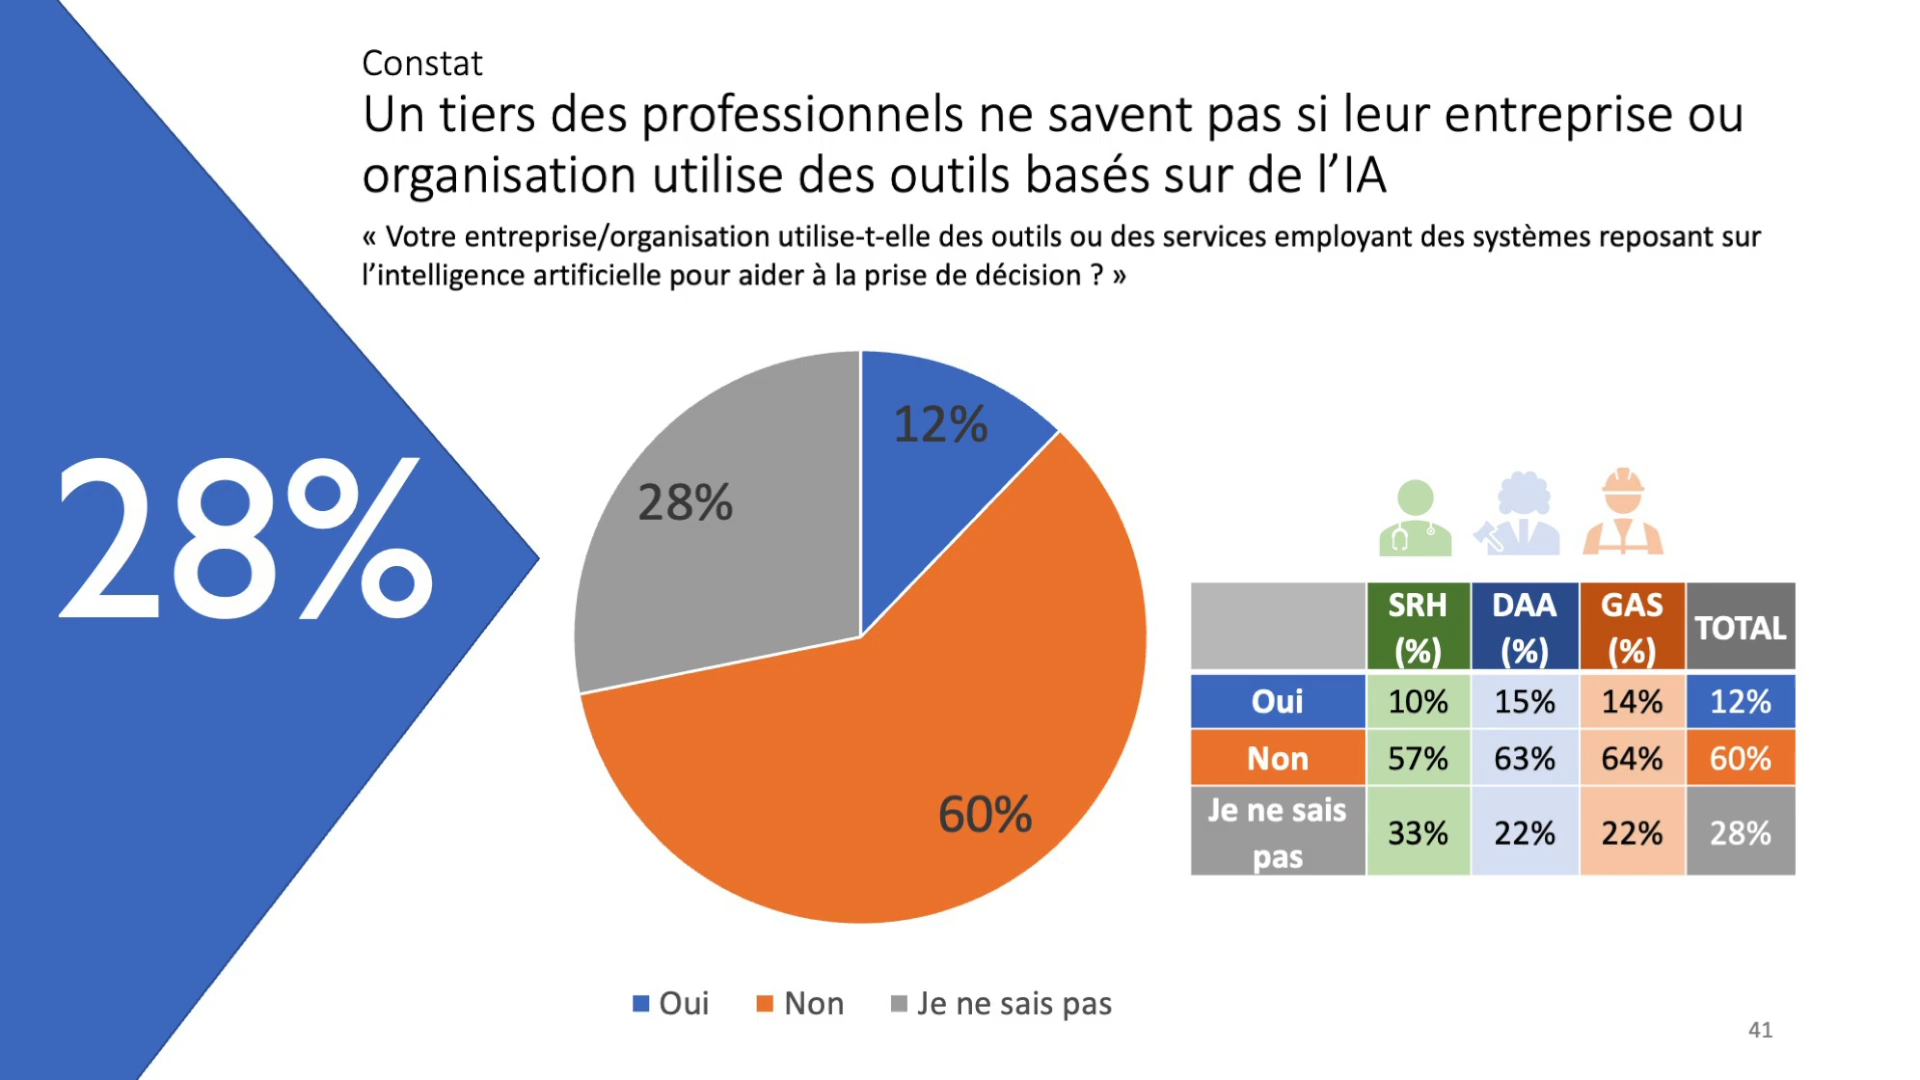 Constat
Un tiers des professionnels ne savent pas si leur entreprise ou
organisation utilise des outils basés sur de l’IA
« Votre entreprise/organisation utilise-t-elle des outils ou des services employant des systèmes reposant sur
l’intelligence artificielle pour aider à la prise de décision ? »
28%
12%
28%
60%
Oui Non Je ne sais pas
SRH (%) DAA (%) GAS (%) TOTAL
Oui 10% 15% 14% 12%
Non 57% 63% 64% 60%
Je ne sais pas 33% 22% 22% 28%
41